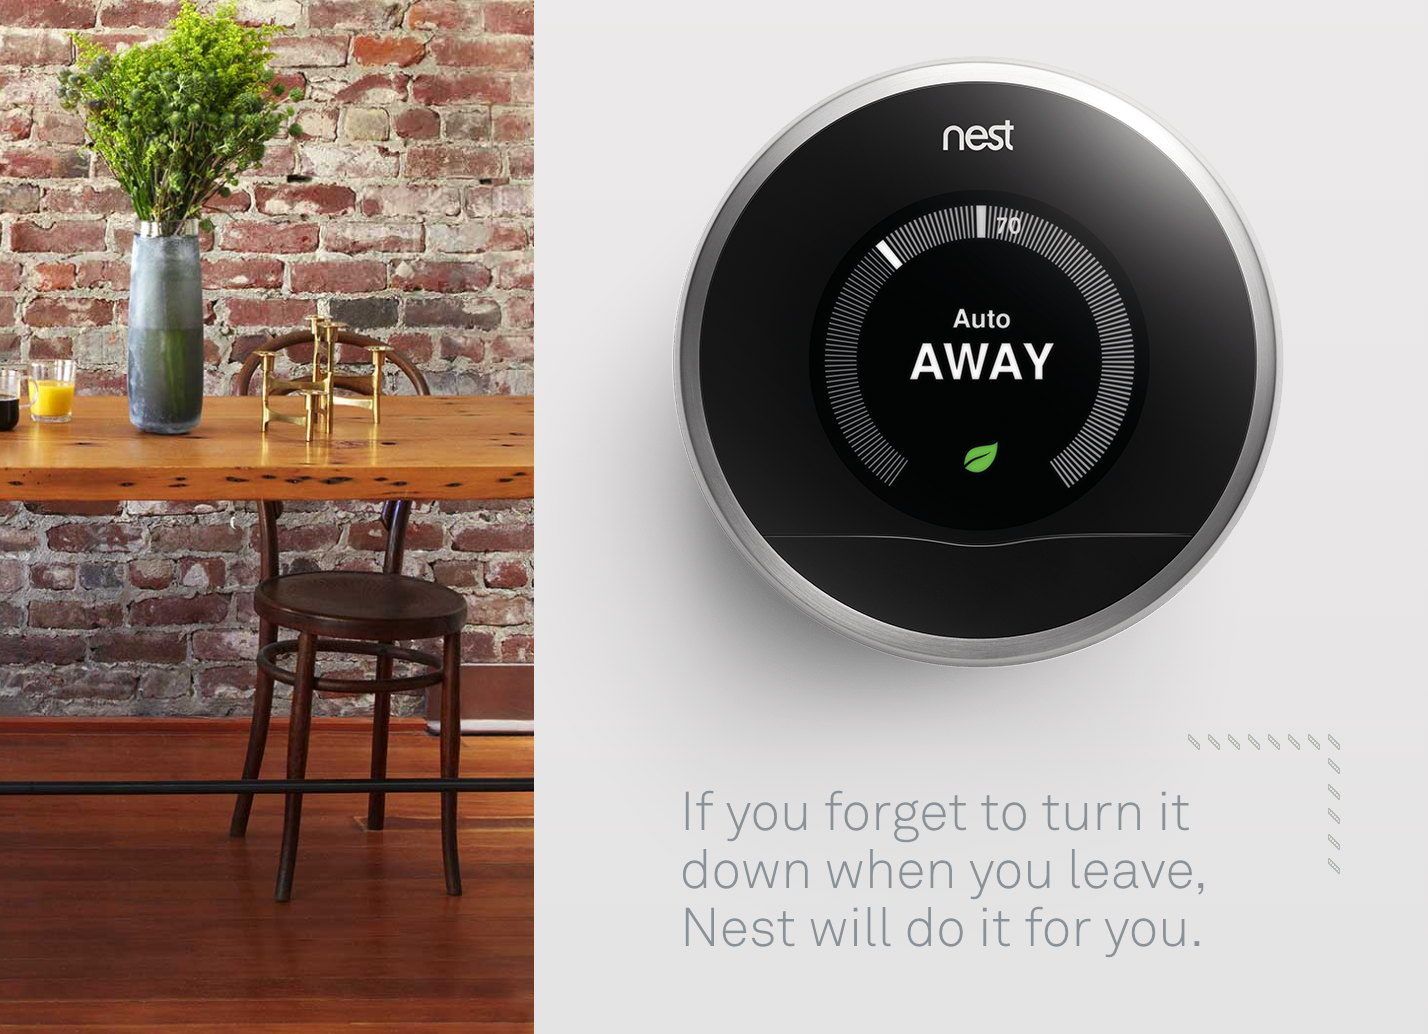 nest
70
Auto
AWAY
If you forget to turn it
down when you leave,
Nest will do it for you.